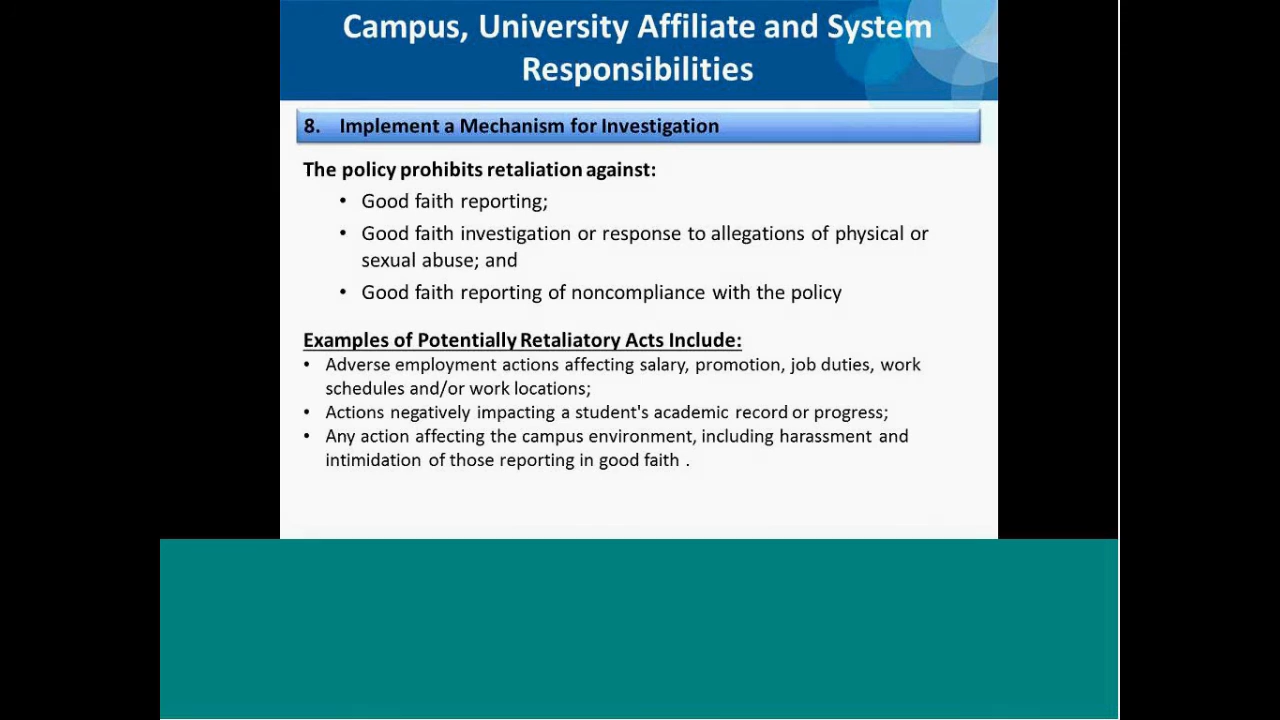 Campus, University Affiliate and System
Responsibilities
8. Implement a Mechanism for Investigation
The policy prohibits retaliation against:
• Good faith reporting;
• Good faith investigation or response to allegations of physical or
sexual abuse; and
• Good faith reporting of noncompliance with the policy
Examples of Potentially Retaliatory Acts Include:
• Adverse employment actions affecting salary, promotion, job duties, work
schedules and/or work locations;
• Actions negatively impacting a student's academic record or progress;
• Any action affecting the campus environment, including harassment and
intimidation of those reporting in good faith .